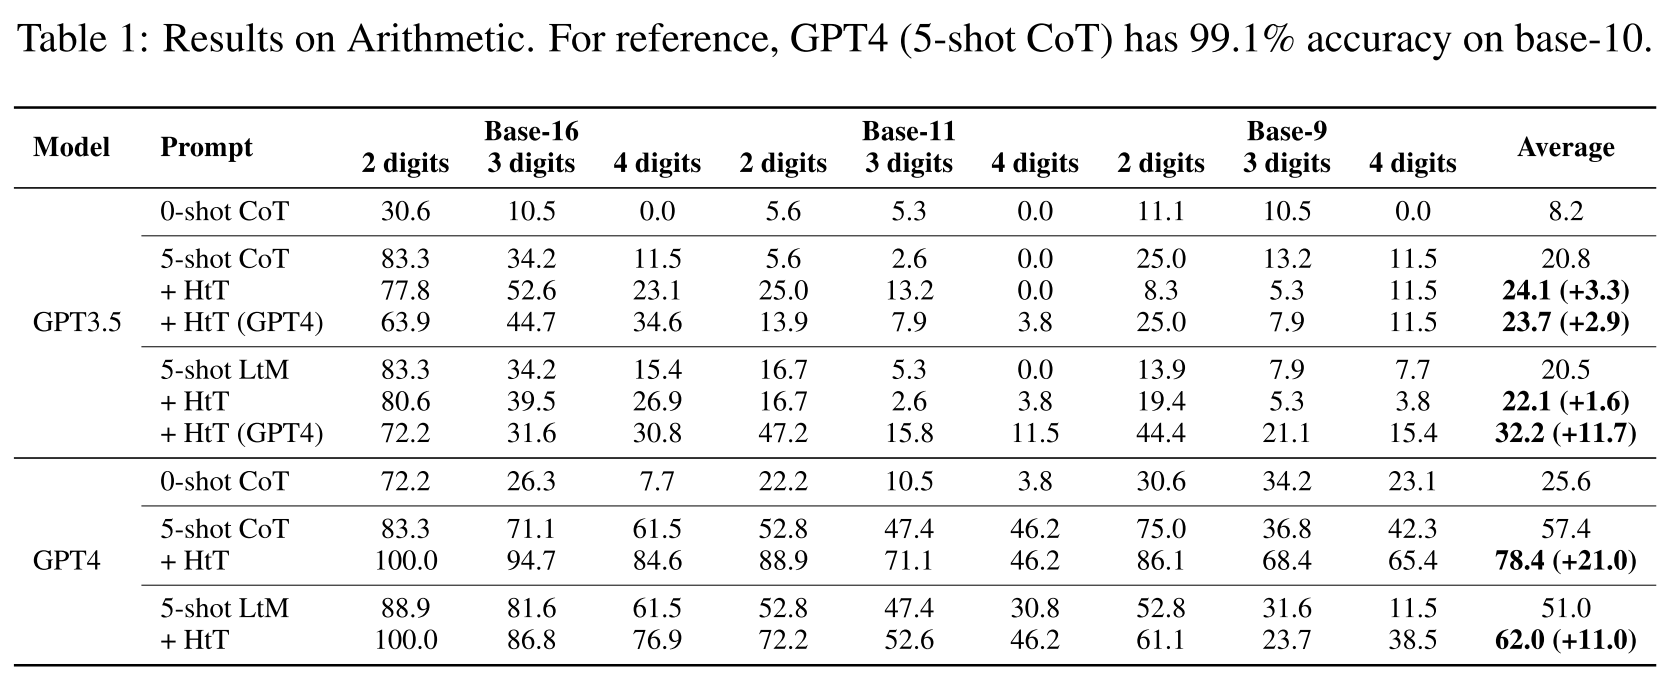 Table 1: Results on Arithmetic. For reference, GPT4 (5-shot CoT) has 99.1% accuracy on base-10.
Model Prompt Base-16 Base-11 Base-9 Average
2 digits 3 digits 4 digits 2 digits 3 digits 4 digits 2 digits 3 digits 4 digits
0-shot CoT 30.6 10.5 0.0 5.6 5.3 0.0 11.1 10.5 0.0 8.2
5-shot CoT 83.3 34.2 11.5 5.6 2.6 0.0 25.0 13.2 11.5 20.8
+ HtT 77.8 52.6 23.1 25.0 13.2 0.0 8.3 5.3 11.5 24.1 (+3.3)
GPT3.5 + HtT (GPT4) 63.9 44.7 34.6 13.9 7.9 3.8 25.0 7.9 11.5 23.7 (+2.9)
5-shot LtM 83.3 34.2 15.4 16.7 5.3 0.0 13.9 7.9 7.7 20.5
+ HtT 80.6 39.5 26.9 16.7 2.6 3.8 19.4 5.3 3.8 22.1 (+1.6)
+ HtT (GPT4) 72.2 31.6 30.8 47.2 15.8 11.5 44.4 21.1 15.4 32.2 (+11.7)
0-shot CoT 72.2 26.3 7.7 22.2 10.5 3.8 30.6 34.2 23.1 25.6
5-shot CoT 83.3 71.1 61.5 52.8 47.4 46.2 75.0 36.8 42.3 57.4
GPT4 + HtT 100.0 94.7 84.6 88.9 71.1 46.2 86.1 68.4 65.4 78.4 (+21.0)
5-shot LtM 88.9 81.6 61.5 52.8 47.4 30.8 52.8 31.6 11.5 51.0
+ HtT 100.0 86.8 76.9 72.2 52.6 46.2 61.1 23.7 38.5 62.0 (+11.0)